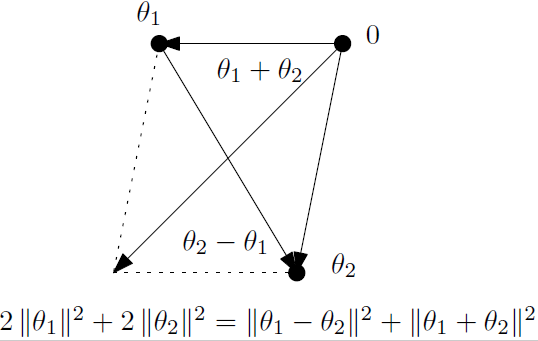 θ₁
0
θ₁ + θ₂
θ₂ − θ₁
θ₂
2 ‖θ₁‖² + 2 ‖θ₂‖² = ‖θ₁ − θ₂‖² + ‖θ₁ + θ₂‖²